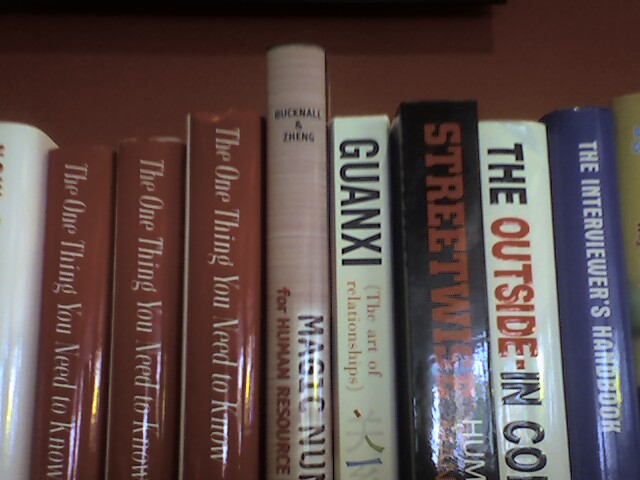 The One Thing You Need to Know
The One Thing You Need to Know
The One Thing You Need to Know
BUCKNALL
&
ZHENG
MAGIC NUM
for HUMAN RESOURCE
GUANXI
(The art of
relationships)
STREETWISE
HUM
THE OUTSIDE-IN CO
THE INTERVIEWER'S HANDBOOK